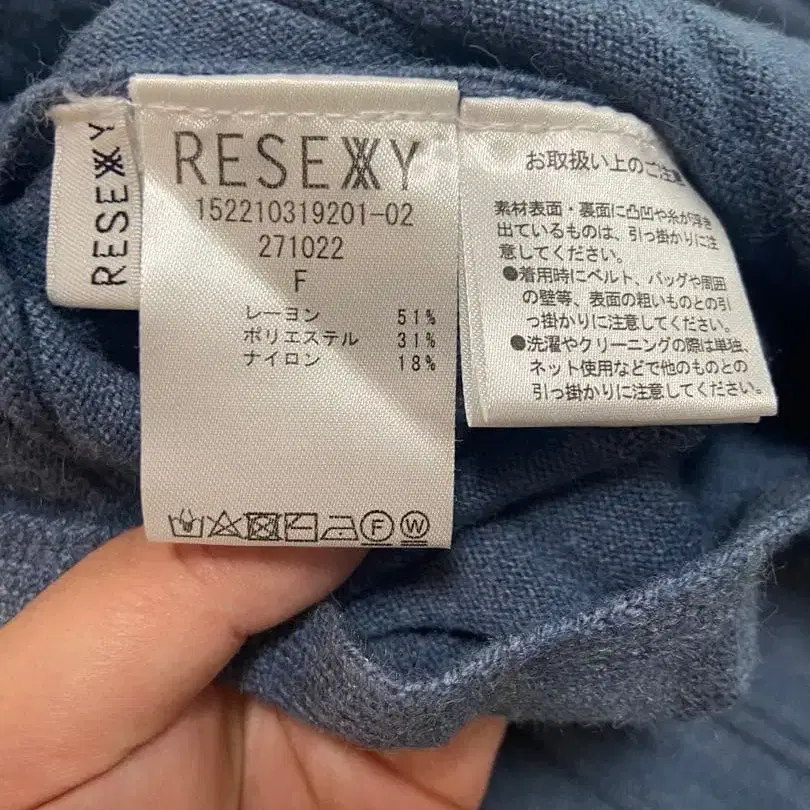 RESEXXY
RESEXXY
152210319201-02
271022
F
レーヨン 51%
ポリエステル 31%
ナイロン 18%
F W
お取扱い上のご注意
素材表面・裏面に凸凹や糸が浮き
出ているものは、引っ掛かりに注
意してください。
●着用時にベルト、バッグや周囲
の壁等、表面の粗いものとの引
っ掛かりに注意してください。
●洗濯やクリーニングの際は単独、
ネット使用などで他のものとの
引っ掛かりに注意してください。